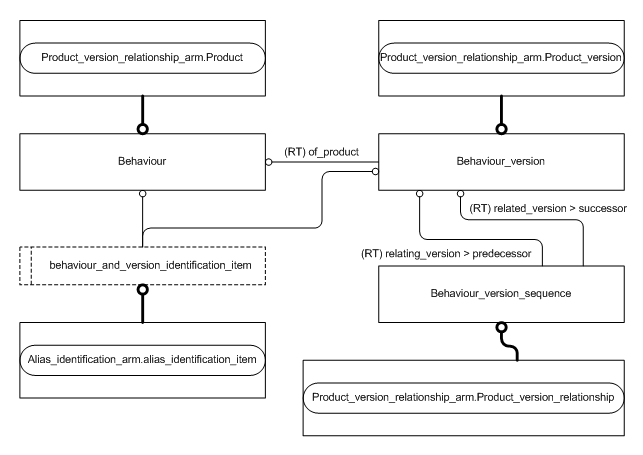 Product_version_relationship_arm.Product
Product_version_relationship_arm.Product_version
Behaviour
(RT) of_product
Behaviour_version
(RT) related_version > successor
(RT) relating_version > predecessor
behaviour_and_version_identification_item
Behaviour_version_sequence
Alias_identification_arm.alias_identification_item
Product_version_relationship_arm.Product_version_relationship